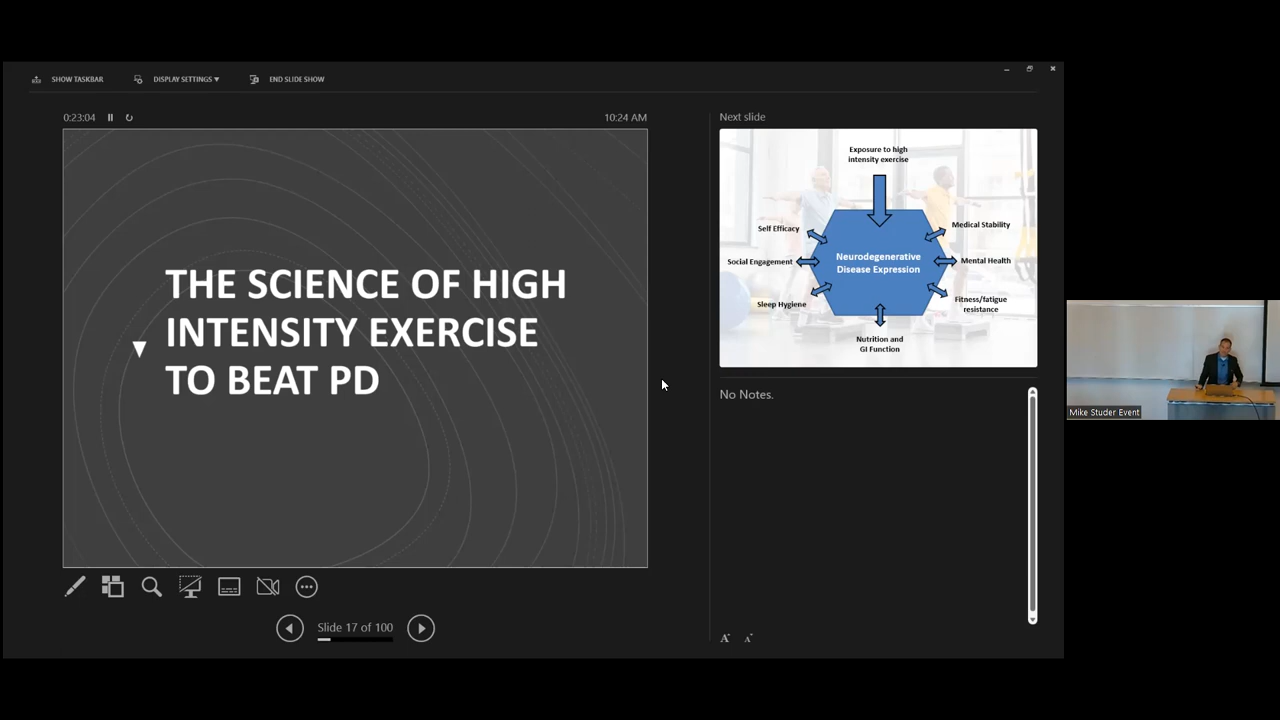 SHOW TASKBAR
DISPLAY SETTINGS ▼
END SLIDE SHOW
0:23:04
10:24 AM
THE SCIENCE OF HIGH
INTENSITY EXERCISE
TO BEAT PD
Slide 17 of 100
Next slide
Exposure to high
intensity exercise
Self Efficacy
Medical Stability
Social Engagement
Neurodegenerative
Disease Expression
Mental Health
Sleep Hygiene
Fitness/fatigue
resistance
Nutrition and
GI Function
No Notes.
A
A
Mike Studer Event